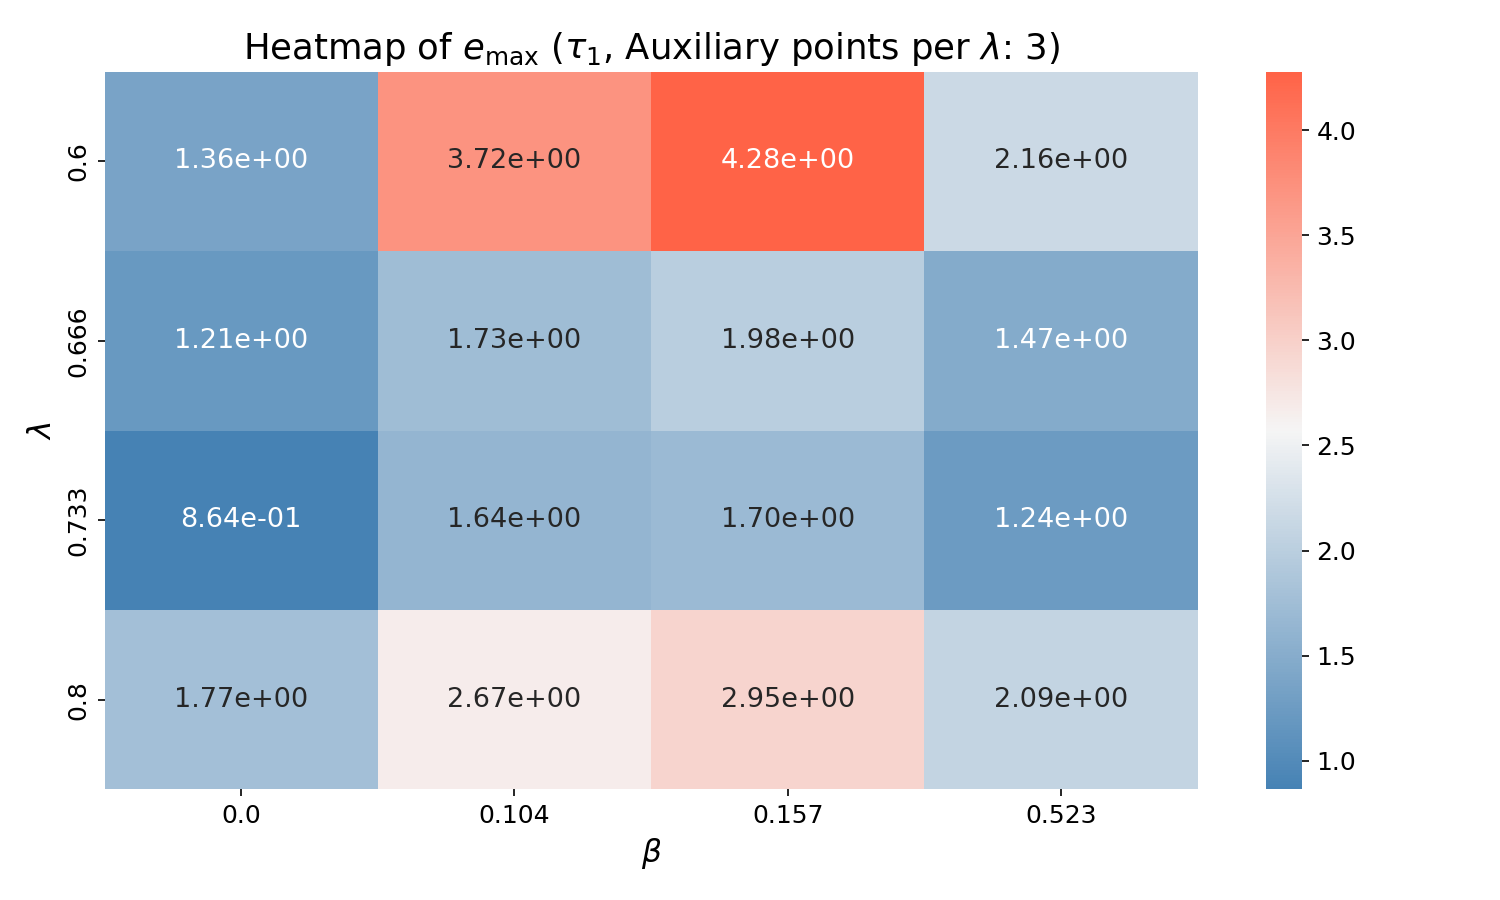 Heatmap of e_max (τ_1, Auxiliary points per λ: 3)
0.6 1.36e+00 3.72e+00 4.28e+00 2.16e+00
0.666 1.21e+00 1.73e+00 1.98e+00 1.47e+00
0.733 8.64e-01 1.64e+00 1.70e+00 1.24e+00
0.8 1.77e+00 2.67e+00 2.95e+00 2.09e+00
λ
0.0 0.104 0.157 0.523
β
4.0
3.5
3.0
2.5
2.0
1.5
1.0